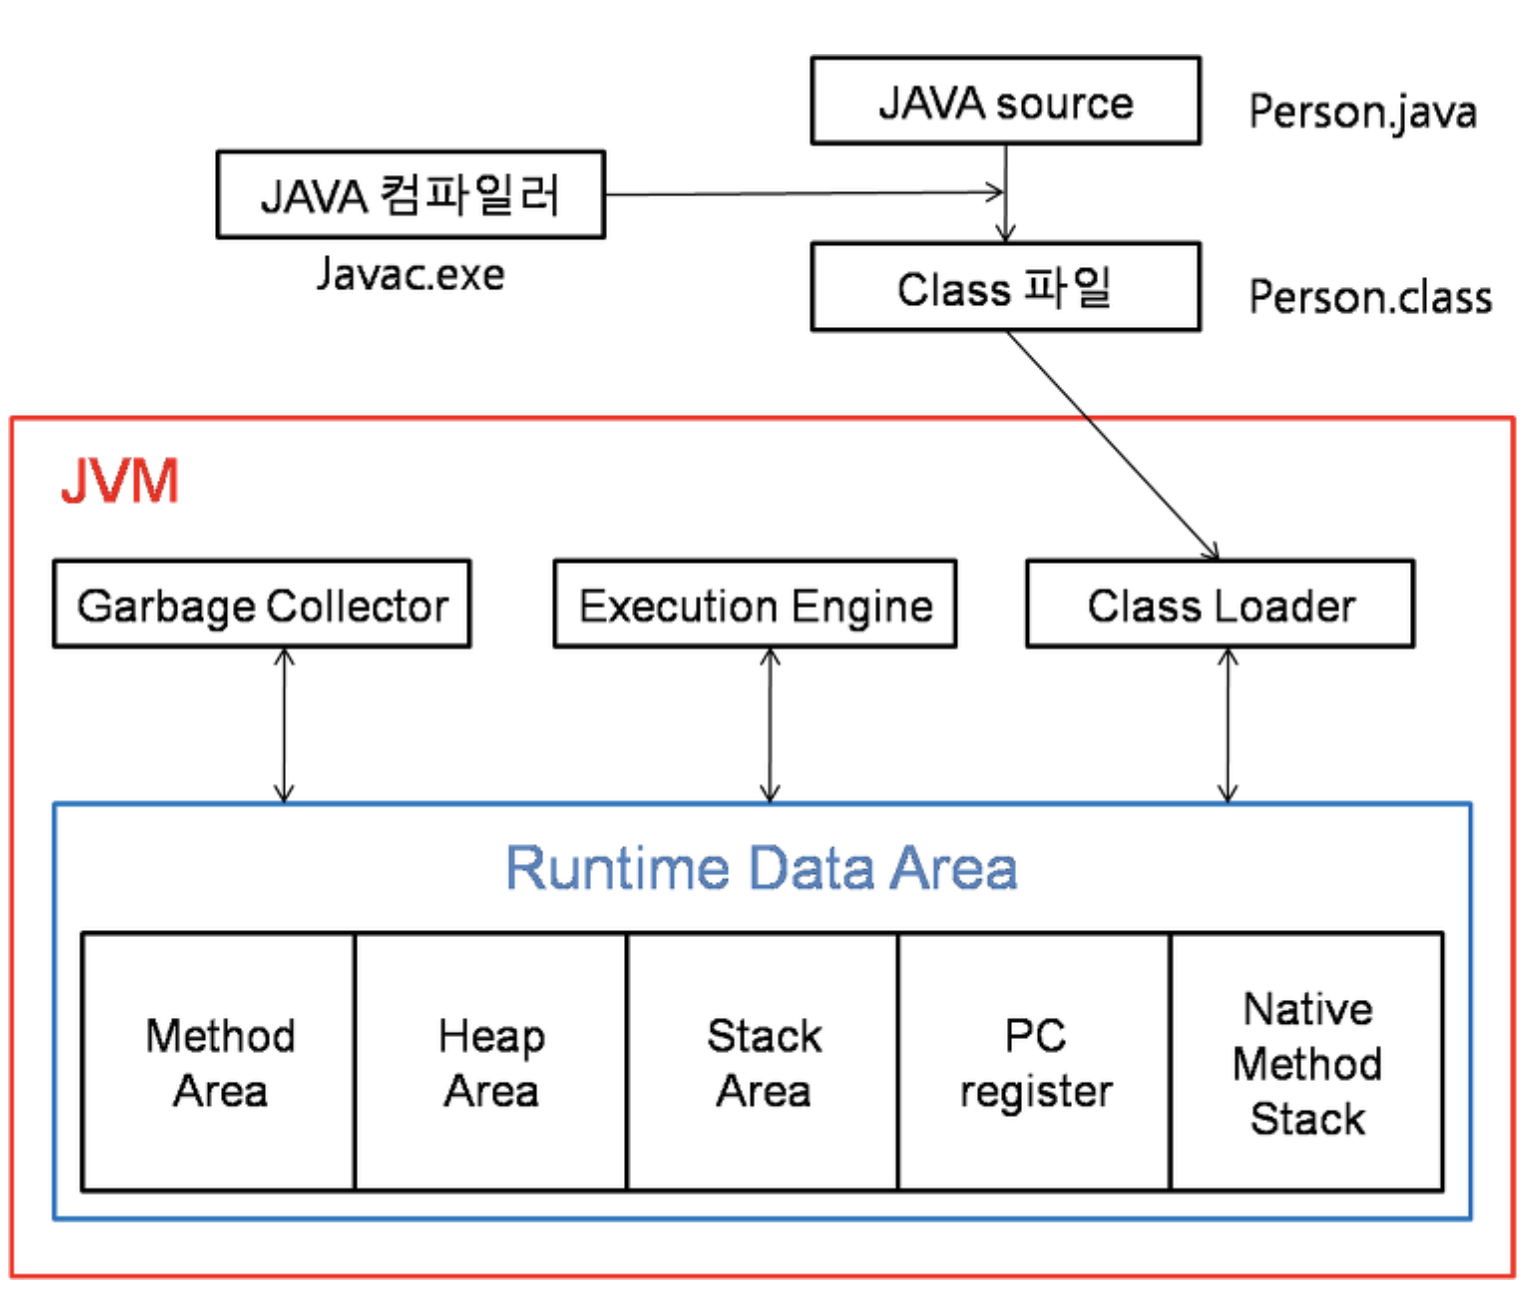 JAVA source
Person.java
JAVA 컴파일러
Javac.exe
Class 파일
Person.class
JVM
Garbage Collector
Execution Engine
Class Loader
Runtime Data Area
Method
Area
Heap
Area
Stack
Area
PC
register
Native
Method
Stack